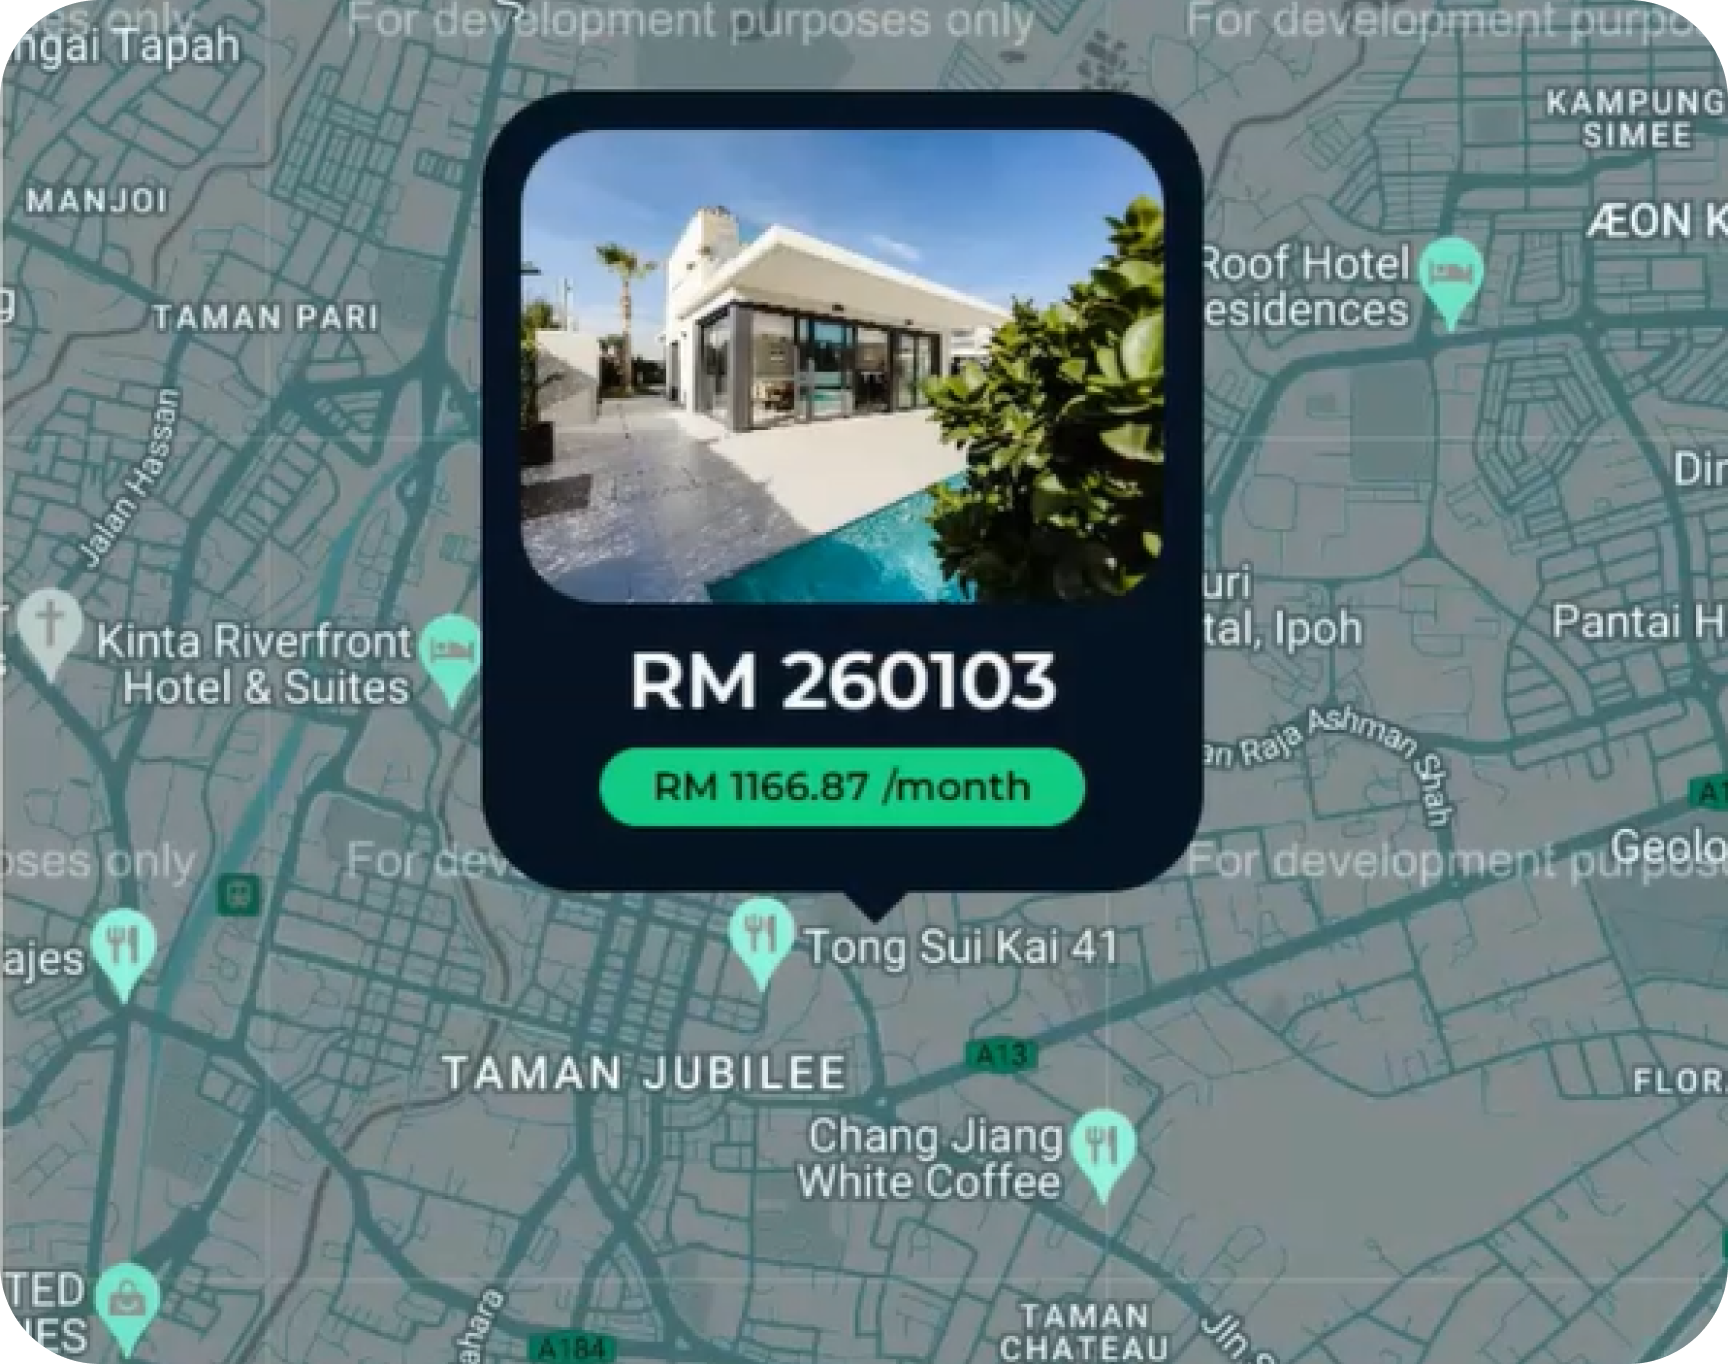 es only
For development purposes only
For development purpo
ngai Tapah
KAMPUNG
SIMEE
MANJOI
ÆON K
Roof Hotel
esidences
g
TAMAN PARI
Jalan Hassan
Din
uri
tal, Ipoh
Pantai H
Kinta Riverfront
Hotel & Suites
RM 260103
an Raja Ashman Shah
RM 1166.87 /month
A1
Geolo
oses only
For dev
For development purpose
ajes
Tong Sui Kai 41
A13
TAMAN JUBILEE
FLOR
Chang Jiang
White Coffee
TED
IES
ahara
A184
TAMAN
CHATEAU
Jln